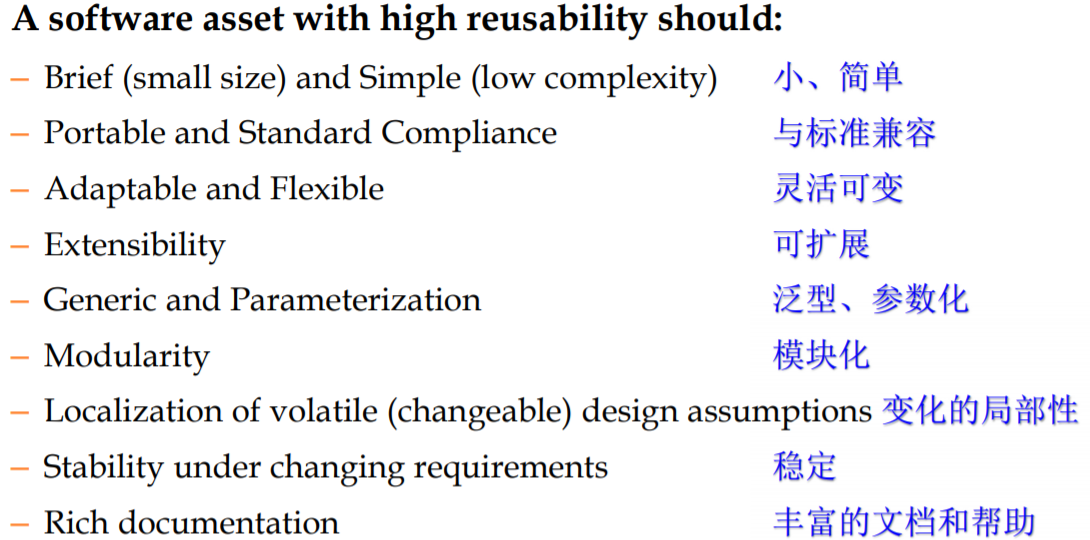 A software asset with high reusability should:
– Brief (small size) and Simple (low complexity) 小、简单
– Portable and Standard Compliance 与标准兼容
– Adaptable and Flexible 灵活可变
– Extensibility 可扩展
– Generic and Parameterization 泛型、参数化
– Modularity 模块化
– Localization of volatile (changeable) design assumptions 变化的局部性
– Stability under changing requirements 稳定
– Rich documentation 丰富的文档和帮助